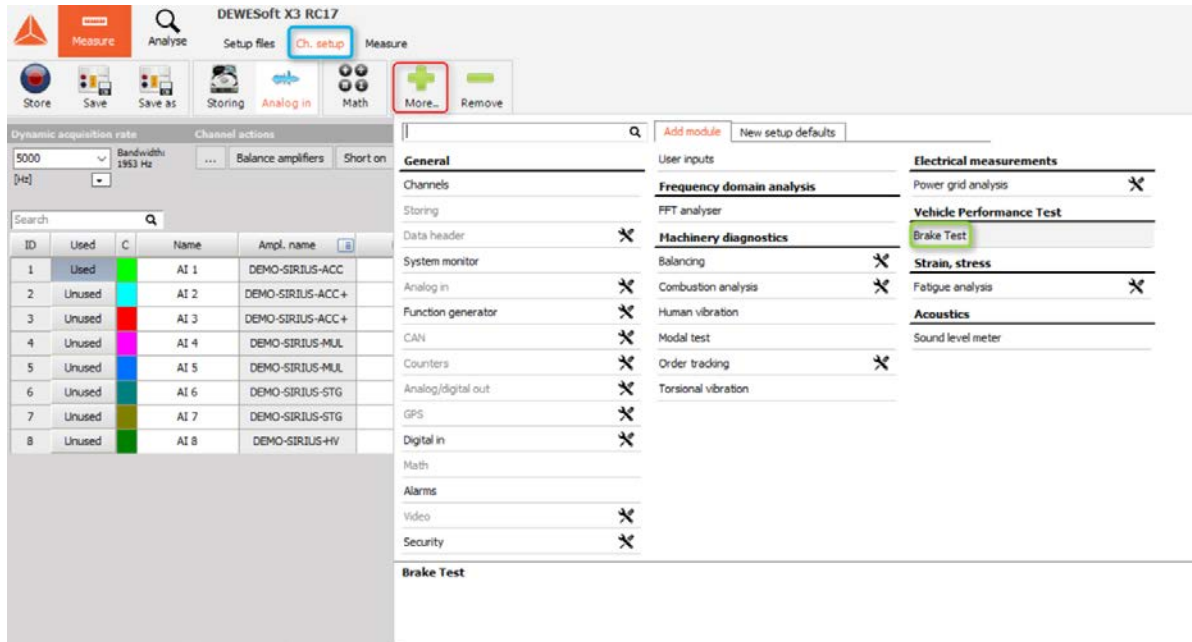 DEWESoft X3 RC17
Measure
Analyse
Setup files
Ch. setup
Measure
Store
Save
Save as
Storing
Analog in
Math
More...
Remove
Dynamic acquisition rate
Channel actions
5000
Bandwidth:
1953 Hz
[Hz]
...
Balance amplifiers
Short on
Search
ID Used C Name Ampl. name
1 Used AI 1 DEMO-SIRIUS-ACC
2 Unused AI 2 DEMO-SIRIUS-ACC+
3 Unused AI 3 DEMO-SIRIUS-ACC+
4 Unused AI 4 DEMO-SIRIUS-MUL
5 Unused AI 5 DEMO-SIRIUS-MUL
6 Unused AI 6 DEMO-SIRIUS-STG
7 Unused AI 7 DEMO-SIRIUS-STG
8 Unused AI 8 DEMO-SIRIUS-HV
Add module
New setup defaults
General
Channels
Storing
Data header
System monitor
Analog in
Function generator
CAN
Counters
Analog/digital out
GPS
Digital in
Math
Alarms
Video
Security
User inputs
Frequency domain analysis
FFT analyser
Machinery diagnostics
Balancing
Combustion analysis
Human vibration
Modal test
Order tracking
Torsional vibration
Electrical measurements
Power grid analysis
Vehicle Performance Test
Brake Test
Strain, stress
Fatigue analysis
Acoustics
Sound level meter
Brake Test